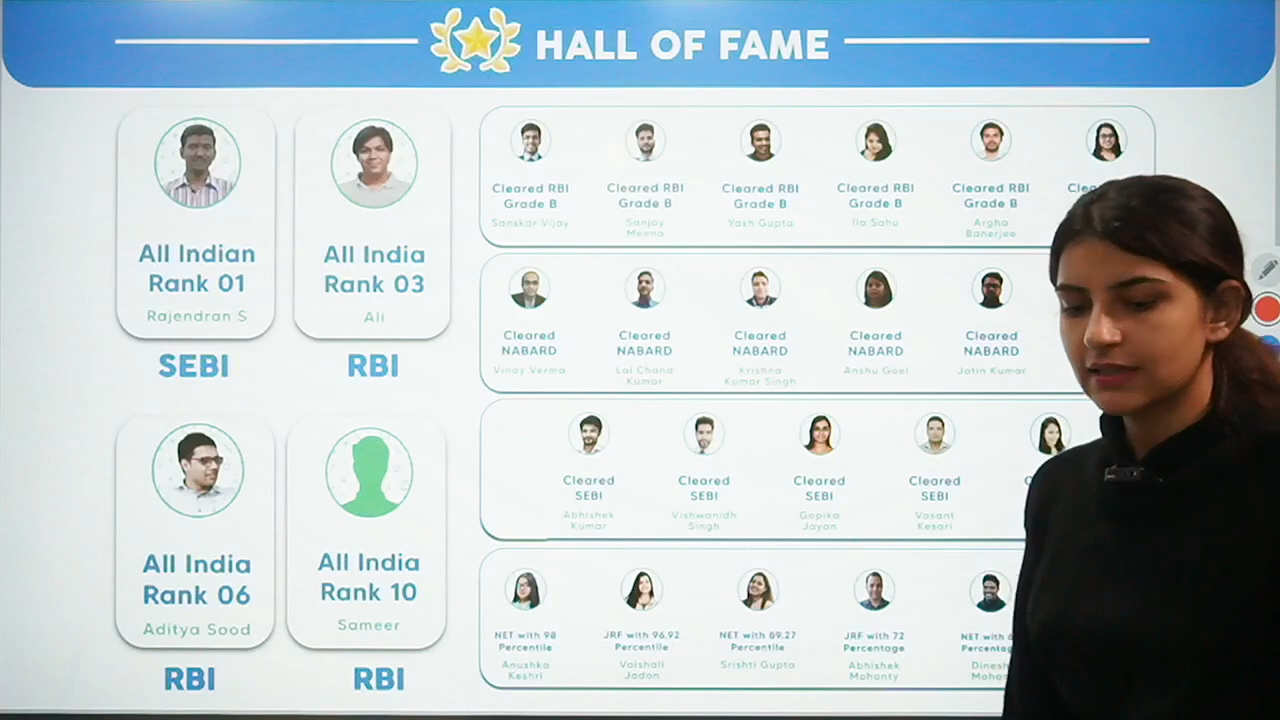 HALL OF FAME
All Indian
Rank 01
Rajendran S
SEBI
All India
Rank 03
Ali
RBI
All India
Rank 06
Aditya Sood
RBI
All India
Rank 10
Sameer
RBI
Cleared RBI
Grade B
Sanskar Vijay
Cleared RBI
Grade B
Sanjay
Meena
Cleared RBI
Grade B
Yash Gupta
Cleared RBI
Grade B
Ila Sahu
Cleared RBI
Grade B
Argha
Banerjee
Cleared
NABARD
Vinay Verma
Cleared
NABARD
Lal Chand
Kumar
Cleared
NABARD
Krishna
Kumar Singh
Cleared
NABARD
Anshu Goel
Cleared
NABARD
Jatin Kumar
Cleared
SEBI
Abhishek
Kumar
Cleared
SEBI
Vishwanidh
Singh
Cleared
SEBI
Gopika
Jayan
Cleared
SEBI
Vasant
Kesari
NET with 98
Percentile
Anushka
Keshri
JRF with 96.92
Percentile
Vaishali
Jadon
NET with 89.27
Percentile
Srishti Gupta
JRF with 72
Percentage
Abhishek
Mohanty
NET with
Dinesh